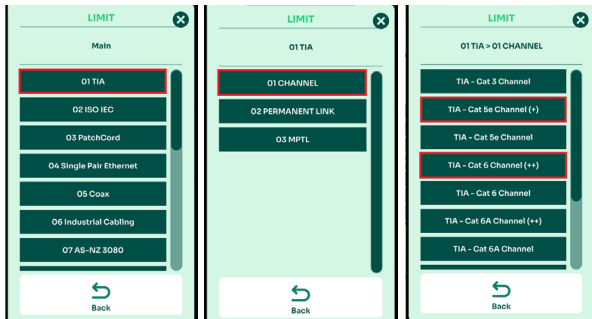 LIMIT
Main
01 TIA
02 ISO IEC
03 PatchCord
04 Single Pair Ethernet
05 Coax
06 Industrial Cabling
07 AS-NZ 3080
Back
LIMIT
01 TIA
01 CHANNEL
02 PERMANENT LINK
03 MPTL
Back
LIMIT
01 TIA > 01 CHANNEL
TIA - Cat 3 Channel
TIA - Cat 5e Channel (+)
TIA - Cat 5e Channel
TIA - Cat 6 Channel (++)
TIA - Cat 6 Channel
TIA - Cat 6A Channel (++)
TIA - Cat 6A Channel
Back